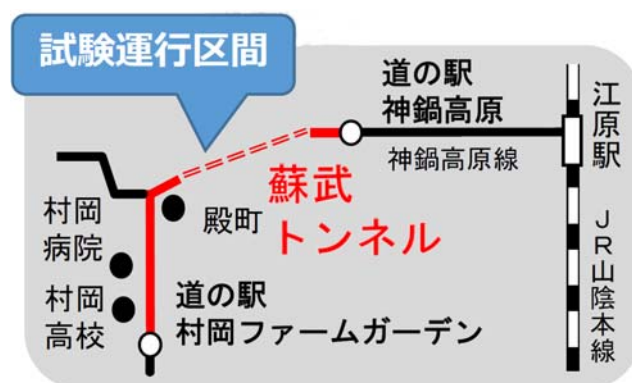 試験運行区間
道の駅
神鍋高原
神鍋高原線
江原駅
JR山陰本線
蘇武
トンネル
殿町
村岡
病院
村岡
高校
道の駅
村岡ファームガーデン